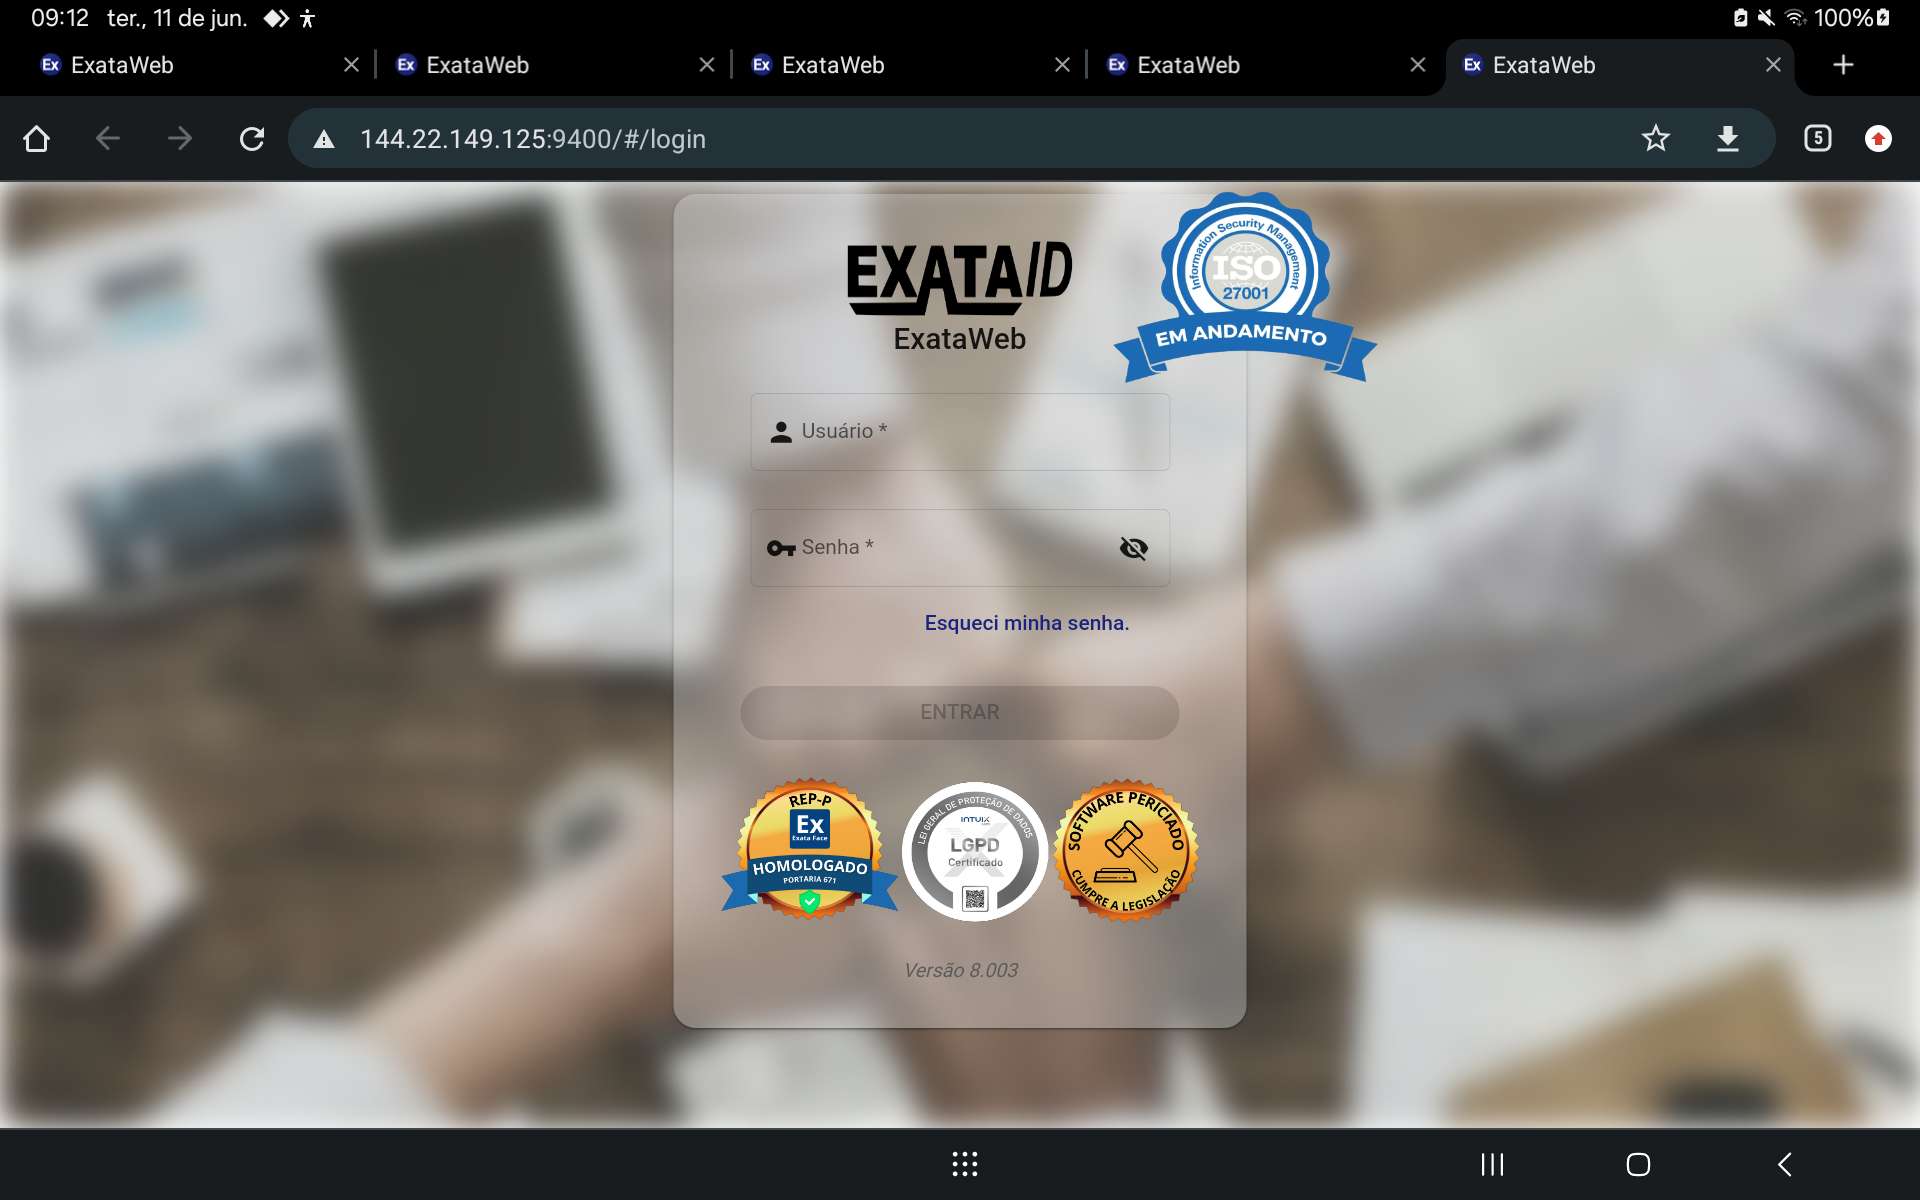 09:12 ter., 11 de jun. 100%
Ex ExataWeb Ex ExataWeb Ex ExataWeb Ex ExataWeb Ex ExataWeb
144.22.149.125:9400/#/login 5
EXATAID
ExataWeb
Information Security Management
ISO
27001
EM ANDAMENTO
Usuário *
Senha *
Esqueci minha senha.
ENTRAR
REP-P
Ex
Exata Face
HOMOLOGADO
PORTARIA 671
LEI GERAL DE PROTEÇÃO DE DADOS
INTUIX
LGPD
Certificado
SOFTWARE PERICIADO
CUMPRE A LEGISLAÇÃO
Versão 8.003